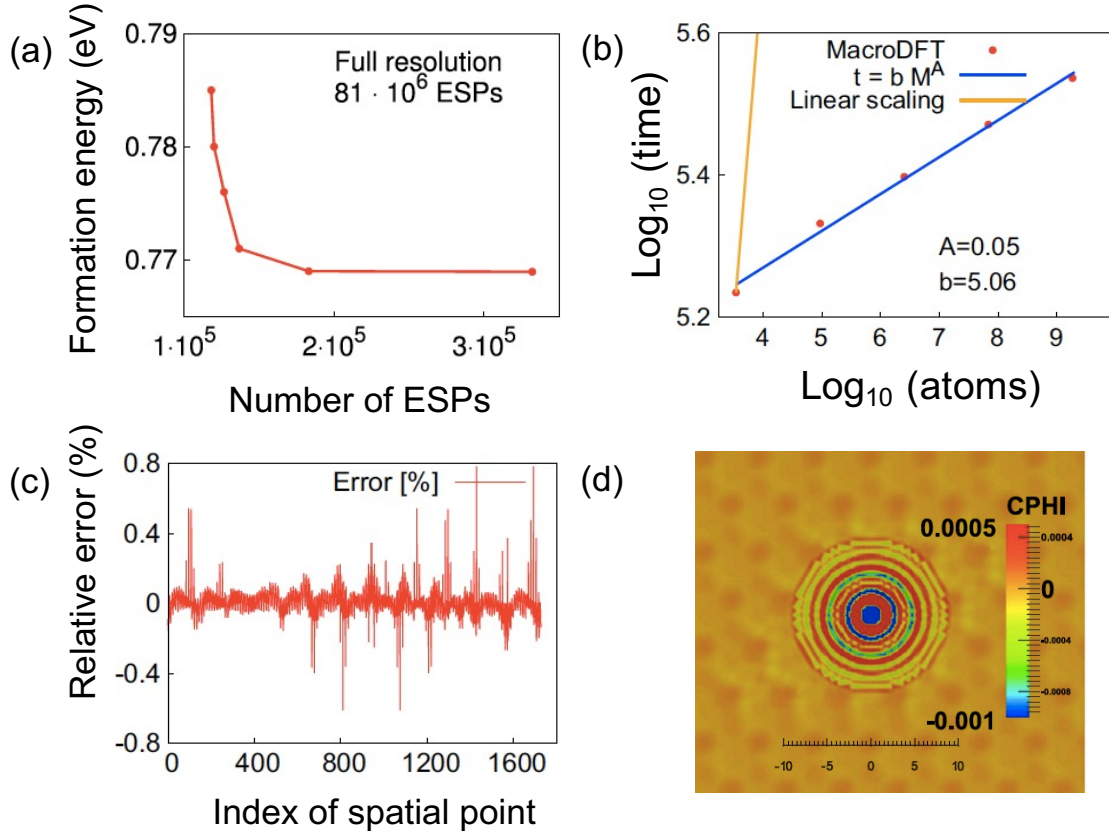 (a)
Formation energy (eV)
0.79
0.78
0.77
Full resolution
81 · 10⁶ ESPs
1·10⁵
2·10⁵
3·10⁵
Number of ESPs
(b)
Log₁₀ (time)
5.6
5.4
5.2
MacroDFT
t = b M^A
Linear scaling
A=0.05
b=5.06
4 5 6 7 8 9
Log₁₀ (atoms)
(c)
Relative error (%)
0.8
0.4
0
-0.4
-0.8
Error [%]
0 400 800 1200 1600
Index of spatial point
(d)
CPHI
0.0005
0.0004
0
-0.0004
-0.0008
-0.001
-10 -5 0 5 10